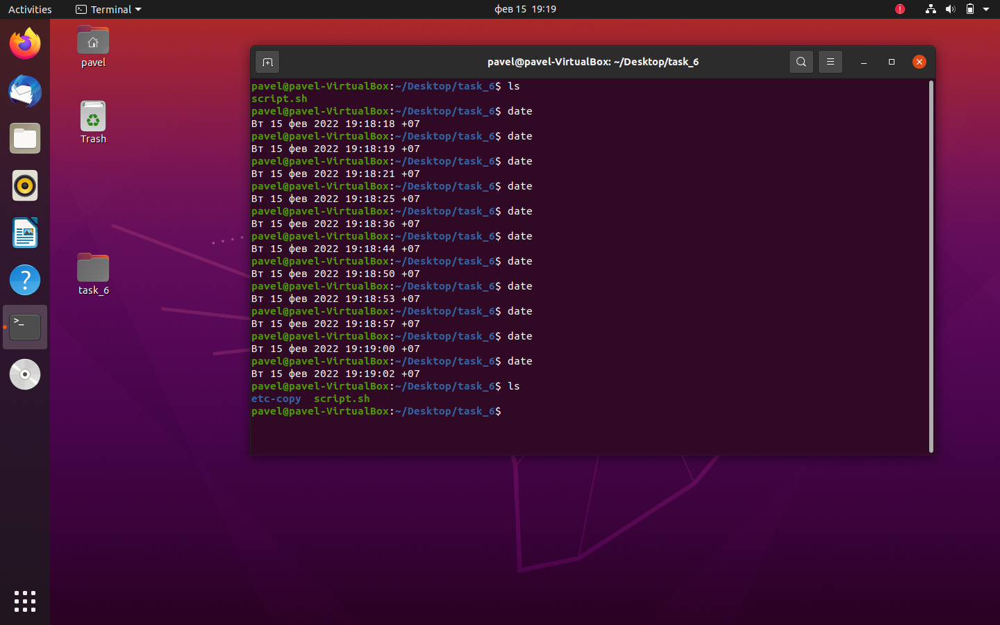 Activities Terminal фев 15 19:19
pavel
Trash
task_6
pavel@pavel-VirtualBox: ~/Desktop/task_6
pavel@pavel-VirtualBox:~/Desktop/task_6$ ls
script.sh
pavel@pavel-VirtualBox:~/Desktop/task_6$ date
Вт 15 фев 2022 19:18:18 +07
pavel@pavel-VirtualBox:~/Desktop/task_6$ date
Вт 15 фев 2022 19:18:19 +07
pavel@pavel-VirtualBox:~/Desktop/task_6$ date
Вт 15 фев 2022 19:18:21 +07
pavel@pavel-VirtualBox:~/Desktop/task_6$ date
Вт 15 фев 2022 19:18:25 +07
pavel@pavel-VirtualBox:~/Desktop/task_6$ date
Вт 15 фев 2022 19:18:36 +07
pavel@pavel-VirtualBox:~/Desktop/task_6$ date
Вт 15 фев 2022 19:18:44 +07
pavel@pavel-VirtualBox:~/Desktop/task_6$ date
Вт 15 фев 2022 19:18:50 +07
pavel@pavel-VirtualBox:~/Desktop/task_6$ date
Вт 15 фев 2022 19:18:53 +07
pavel@pavel-VirtualBox:~/Desktop/task_6$ date
Вт 15 фев 2022 19:18:57 +07
pavel@pavel-VirtualBox:~/Desktop/task_6$ date
Вт 15 фев 2022 19:19:00 +07
pavel@pavel-VirtualBox:~/Desktop/task_6$ date
Вт 15 фев 2022 19:19:02 +07
pavel@pavel-VirtualBox:~/Desktop/task_6$ ls
etc-copy script.sh
pavel@pavel-VirtualBox:~/Desktop/task_6$